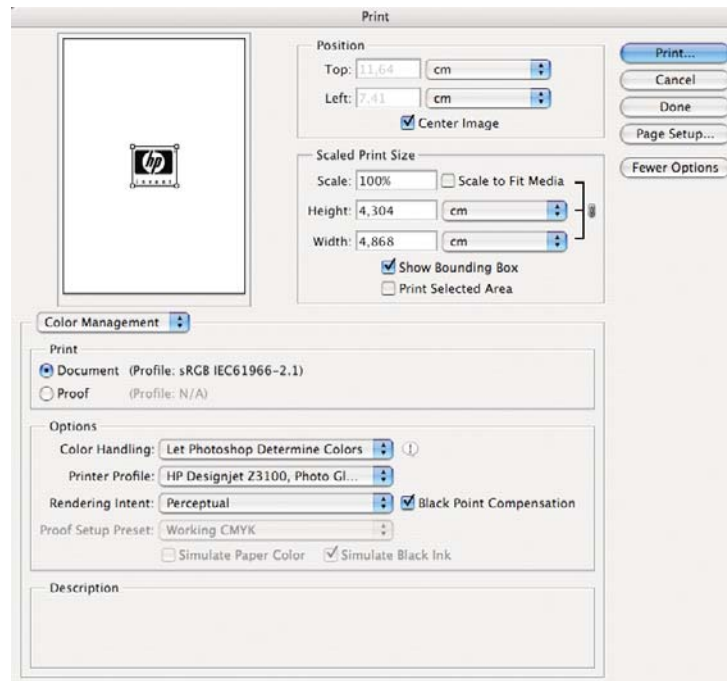 Print
Position
Top: 11,64 cm
Left: 7,41 cm
Center Image
Print...
Cancel
Done
Page Setup...
Fewer Options
hp
invent
Scaled Print Size
Scale: 100% Scale to Fit Media
Height: 4,304 cm
Width: 4,868 cm
Show Bounding Box
Print Selected Area
Color Management
Print
Document (Profile: sRGB IEC61966-2.1)
Proof (Profile: N/A)
Options
Color Handling: Let Photoshop Determine Colors
Printer Profile: HP Designjet Z3100, Photo Gl...
Rendering Intent: Perceptual Black Point Compensation
Proof Setup Preset: Working CMYK
Simulate Paper Color Simulate Black Ink
Description